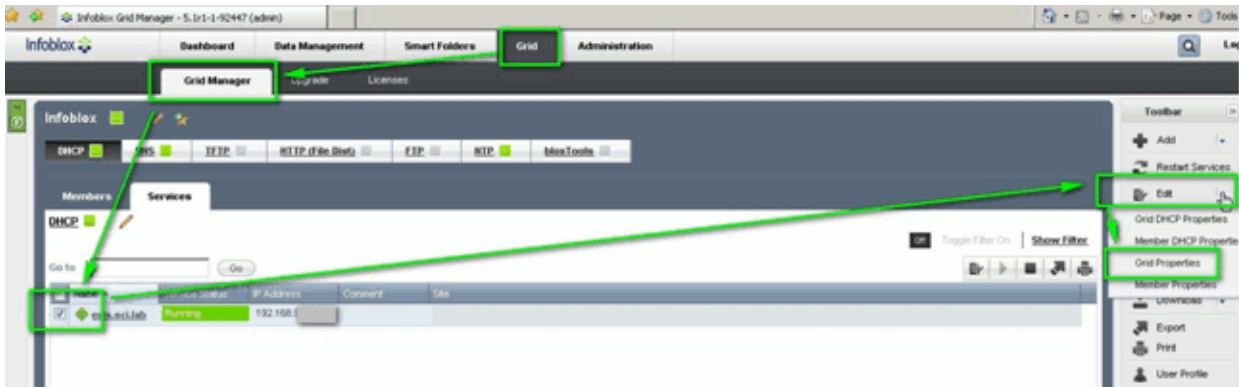 Infoblox Grid Manager - 5.1r1-1-92447 (admin)
Page
Tools
Infoblox
Dashboard
Data Management
Smart Folders
Grid
Administration
Grid Manager
Upgrade
Licenses
Infoblox
DHCP
DNS
TFTP
HTTP (File Dist)
FTP
NTP
bloxTools
Members
Services
DHCP
Off
Toggle Filter On
Show Filter
Go to
Go
Name
Service Status
IP Address
Comment
Site
Running
192.168.
Toolbar
Add
Restart Services
Edit
Grid DHCP Properties
Member DHCP Propertie
Grid Properties
Member Properties
Download
Export
Print
User Profile